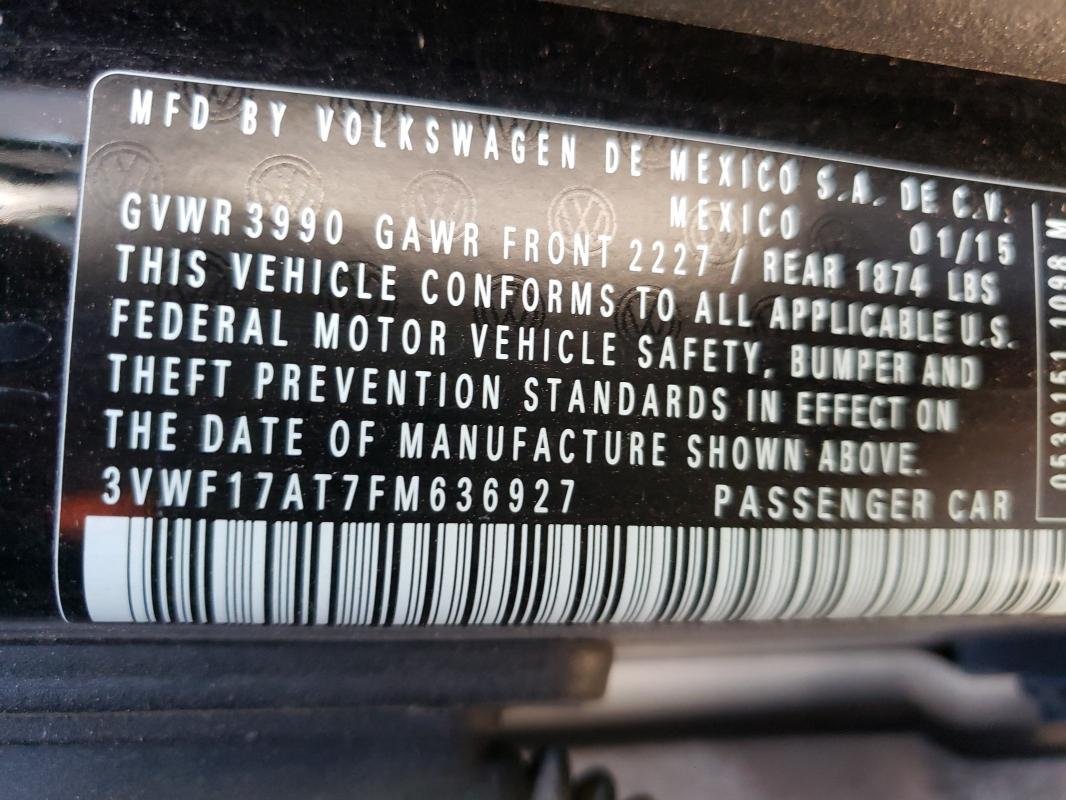 MFD BY VOLKSWAGEN DE MEXICO S.A. DE C.V.
MEXICO 01/15
GVWR 3990 GAWR FRONT 2227 / REAR 1874 LBS
THIS VEHICLE CONFORMS TO ALL APPLICABLE U.S.
FEDERAL MOTOR VEHICLE SAFETY, BUMPER AND
THEFT PREVENTION STANDARDS IN EFFECT ON
THE DATE OF MANUFACTURE SHOWN ABOVE.
3VWF17AT7FM636927 PASSENGER CAR
0539151 1098 M